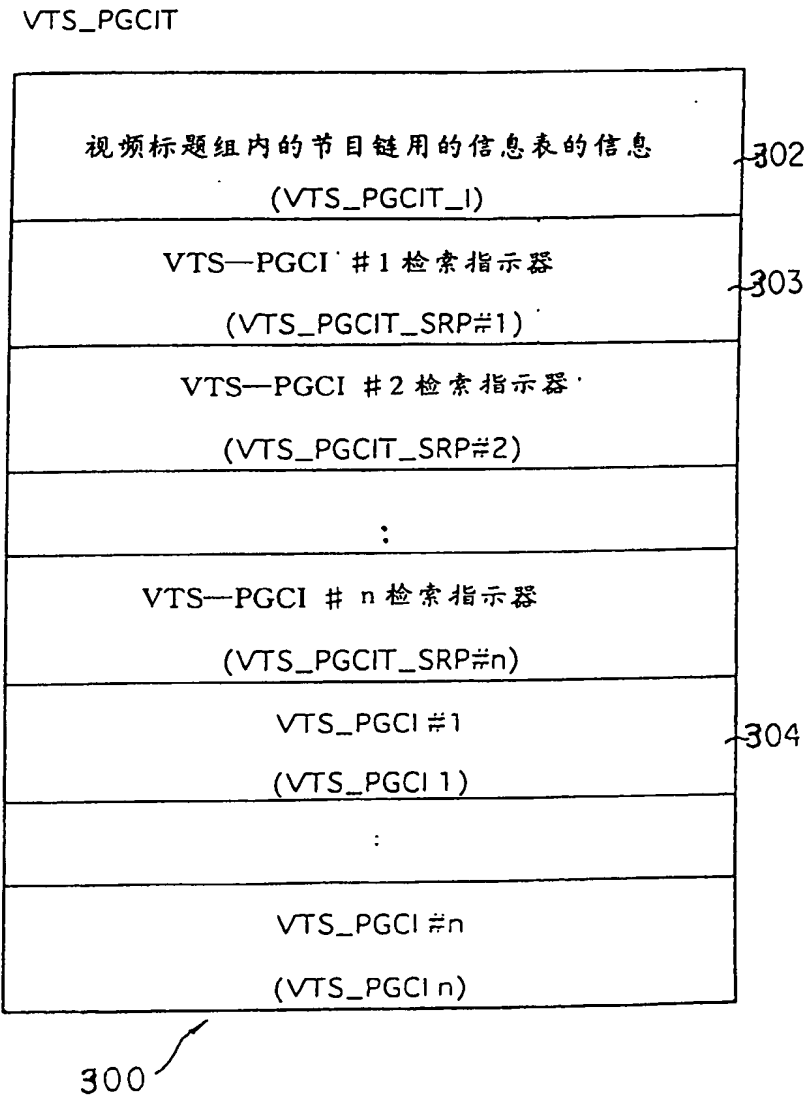 VTS_PGCIT
视频标题组内的节目链用的信息表的信息
(VTS_PGCIT_I)
302
VTS—PGCI #1检索指示器
(VTS_PGCIT_SRP#1)
303
VTS—PGCI #2检索指示器
(VTS_PGCIT_SRP#2)
:
VTS—PGCI # n检索指示器
(VTS_PGCIT_SRP#n)
VTS_PGCI #1
(VTS_PGCI 1)
304
:
VTS_PGCI #n
(VTS_PGCI n)
300